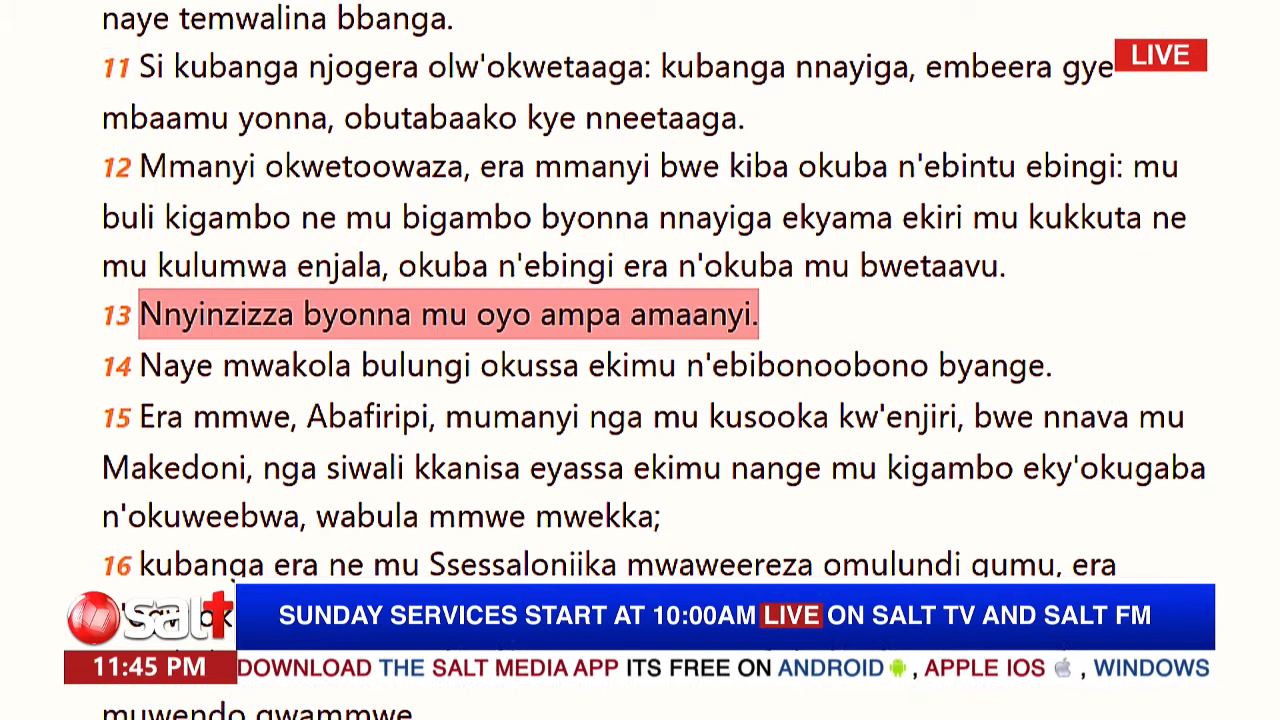 naye temwalina bbanga.
11 Si kubanga njogera olw'okwetaaga: kubanga nnayiga, embeera gye
LIVE
mbaamu yonna, obutabaako kye nneetaaga.
12 Mmanyi okwetoowaza, era mmanyi bwe kiba okuba n'ebintu ebingi: mu
buli kigambo ne mu bigambo byonna nnayiga ekyama ekiri mu kukkuta ne
mu kulumwa enjala, okuba n'ebingi era n'okuba mu bwetaavu.
13 Nnyinzizza byonna mu oyo ampa amaanyi.
14 Naye mwakola bulungi okussa ekimu n'ebibonoobono byange.
15 Era mmwe, Abafiripi, mumanyi nga mu kusooka kw'enjiri, bwe nnava mu
Makedoni, nga siwali kkanisa eyassa ekimu nange mu kigambo eky'okugaba
n'okuweebwa, wabula mmwe mwekka;
16 kubanga era ne mu Ssessaloniika mwaweereza omulundi gumu, era
salt
SUNDAY SERVICES START AT 10:00AM LIVE ON SALT TV AND SALT FM
11:45 PM
DOWNLOAD THE SALT MEDIA APP ITS FREE ON ANDROID , APPLE IOS , WINDOWS
muwendo gwammwe.